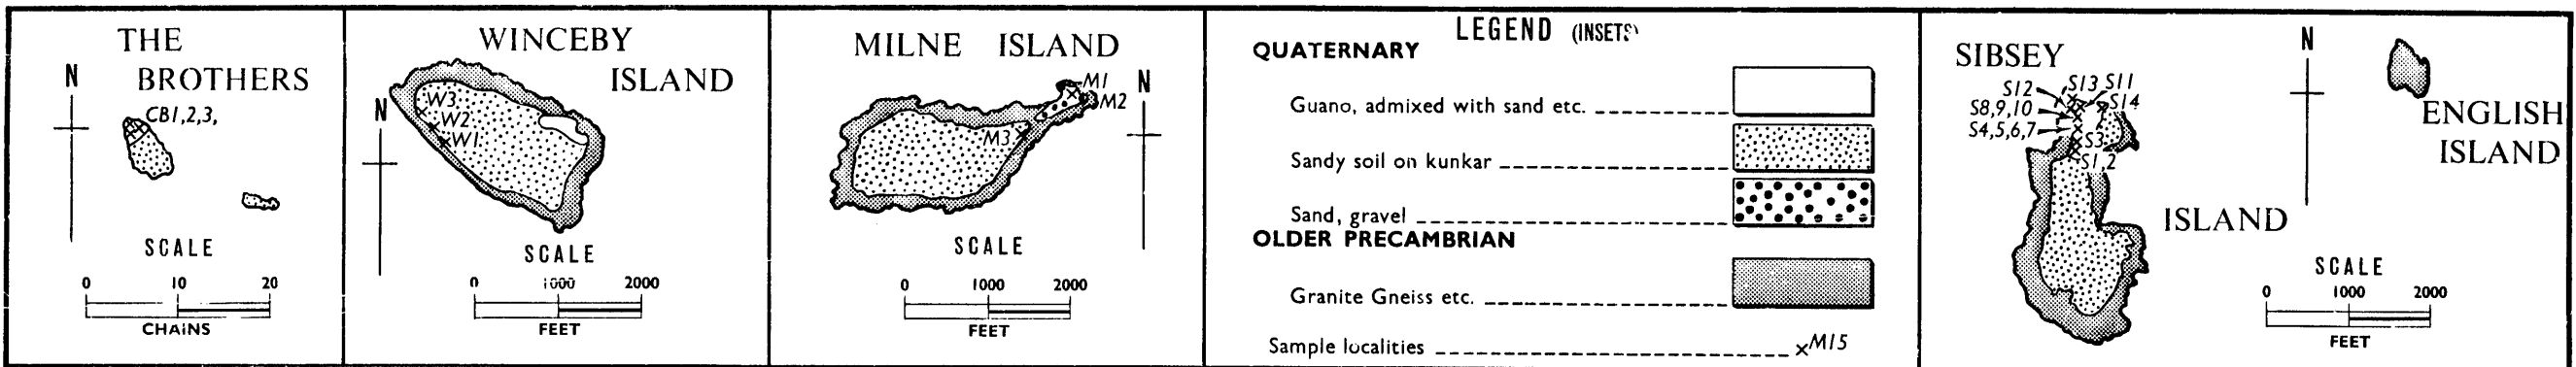 THE
BROTHERS
N
CB1,2,3,
SCALE
0 10 20
CHAINS
WINCEBY
ISLAND
N
W3
W2
W1
SCALE
0 1000 2000
FEET
MILNE ISLAND
M1
N
M2
M3
SCALE
0 1000 2000
FEET
LEGEND (INSETS)
QUATERNARY
Guano, admixed with sand etc.
Sandy soil on kunkar
Sand, gravel
OLDER PRECAMBRIAN
Granite Gneiss etc.
Sample localities ×M15
SIBSEY
ISLAND
S12 S13 S11
S8,9,10 S14
S4,5,6,7
S3
S1,2
N
ENGLISH
ISLAND
SCALE
0 1000 2000
FEET